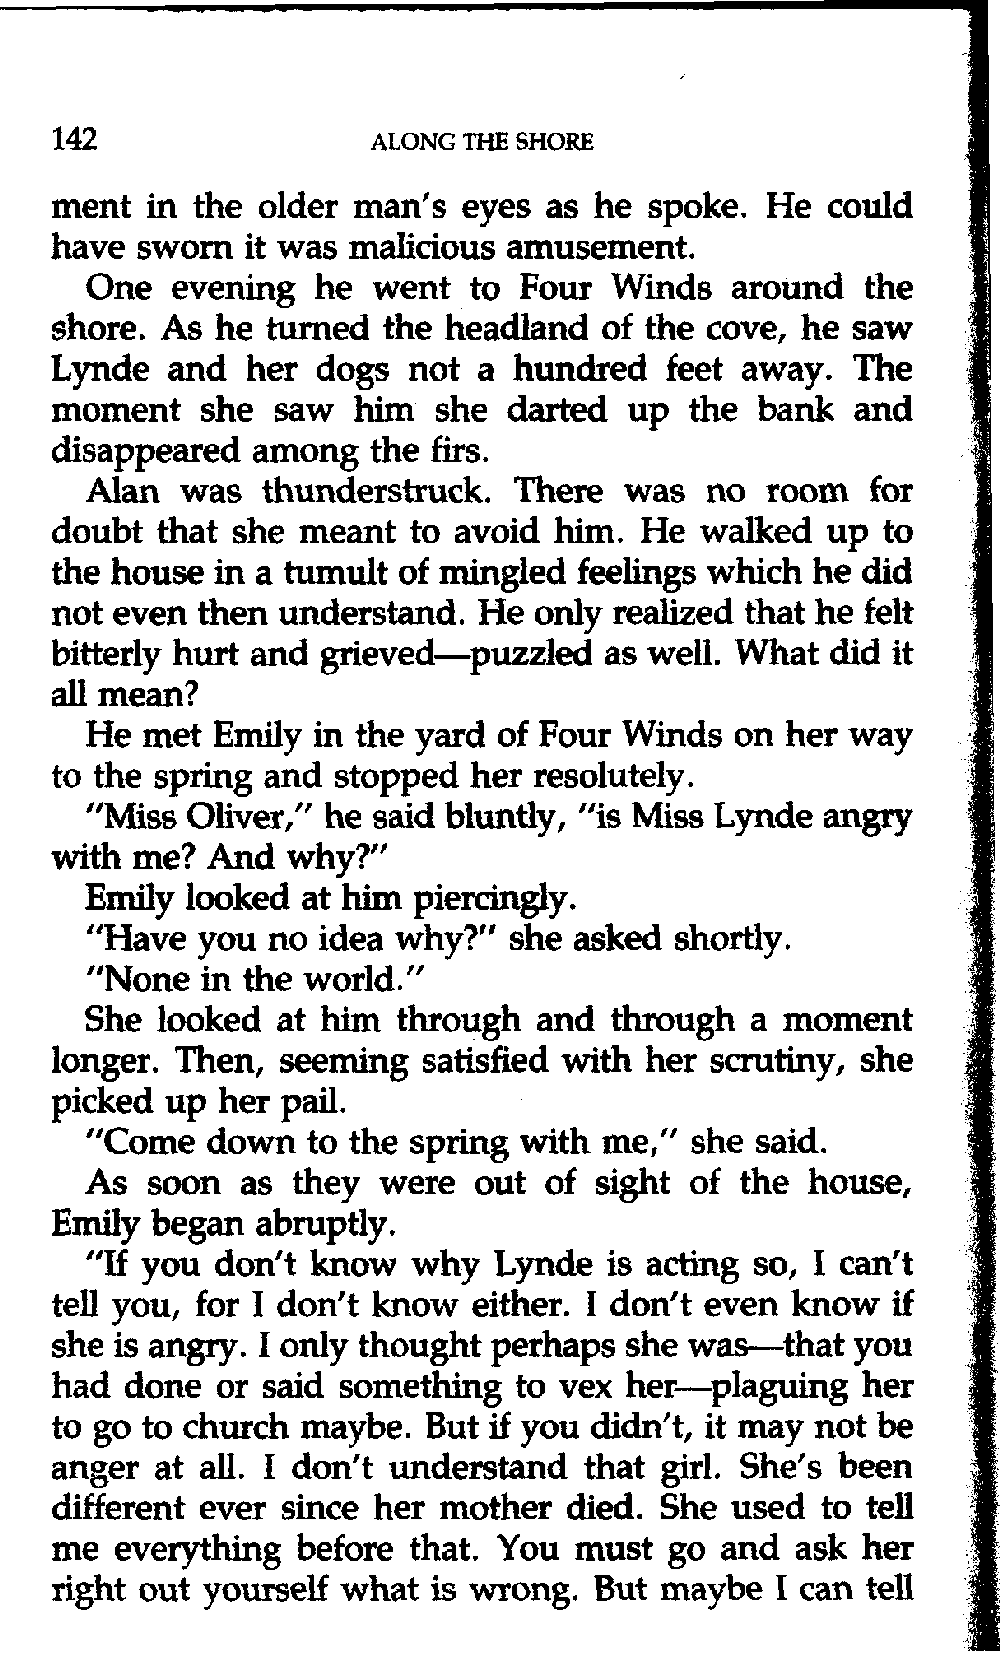 142 ALONG THE SHORE
ment in the older man's eyes as he spoke. He could
have sworn it was malicious amusement.
One evening he went to Four Winds around the
shore. As he turned the headland of the cove, he saw
Lynde and her dogs not a hundred feet away. The
moment she saw him she darted up the bank and
disappeared among the firs.
Alan was thunderstruck. There was no room for
doubt that she meant to avoid him. He walked up to
the house in a tumult of mingled feelings which he did
not even then understand. He only realized that he felt
bitterly hurt and grieved—puzzled as well. What did it
all mean?
He met Emily in the yard of Four Winds on her way
to the spring and stopped her resolutely.
"Miss Oliver," he said bluntly, "is Miss Lynde angry
with me? And why?"
Emily looked at him piercingly.
"Have you no idea why?" she asked shortly.
"None in the world."
She looked at him through and through a moment
longer. Then, seeming satisfied with her scrutiny, she
picked up her pail.
"Come down to the spring with me," she said.
As soon as they were out of sight of the house,
Emily began abruptly.
"If you don't know why Lynde is acting so, I can't
tell you, for I don't know either. I don't even know if
she is angry. I only thought perhaps she was—that you
had done or said something to vex her—plaguing her
to go to church maybe. But if you didn't, it may not be
anger at all. I don't understand that girl. She's been
different ever since her mother died. She used to tell
me everything before that. You must go and ask her
right out yourself what is wrong. But maybe I can tell